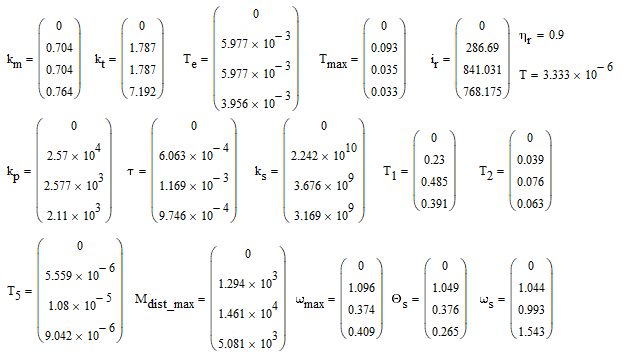 k_m = (0 0.704 0.704 0.764) k_t = (0 1.787 1.787 7.192) T_e = (0 5.977 × 10^-3 5.977 × 10^-3 3.956 × 10^-3) T_max = (0 0.093 0.035 0.033) i_r = (0 286.69 841.031 768.175) η_r = 0.9
T = 3.333 × 10^-6
k_p = (0 2.57 × 10^4 2.577 × 10^3 2.11 × 10^3) τ = (0 6.063 × 10^-4 1.169 × 10^-3 9.746 × 10^-4) k_s = (0 2.242 × 10^10 3.676 × 10^9 3.169 × 10^9) T_1 = (0 0.23 0.485 0.391) T_2 = (0 0.039 0.076 0.063)
T_5 = (0 5.559 × 10^-6 1.08 × 10^-5 9.042 × 10^-6) M_dist_max = (0 1.294 × 10^3 1.461 × 10^4 5.081 × 10^3) ω_max = (0 1.096 0.374 0.409) Θ_s = (0 1.049 0.376 0.265) ω_s = (0 1.044 0.993 1.543)